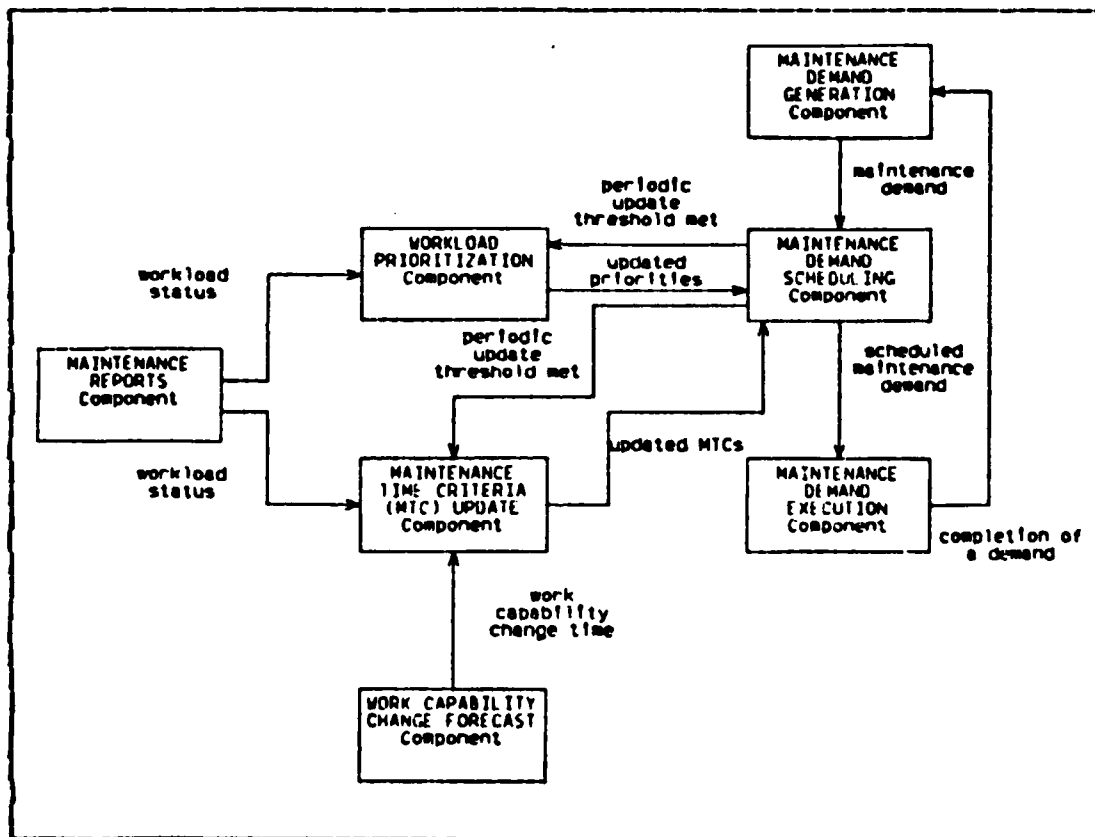 MAINTENANCE
DEMAND
GENERATION
Component
maintenance
demand
periodic
update
threshold met
WORKLOAD
PRIORITIZATION
Component
updated
priorities
MAINTENANCE
DEMAND
SCHEDULING
Component
workload
status
periodic
update
threshold met
scheduled
maintenance
demand
MAINTENANCE
REPORTS
Component
updated MTCs
workload
status
MAINTENANCE
TIME CRITERIA
(MTC) UPDATE
Component
MAINTENANCE
DEMAND
EXECUTION
Component
completion of
a demand
work
capability
change time
WORK CAPABILITY
CHANGE FORECAST
Component